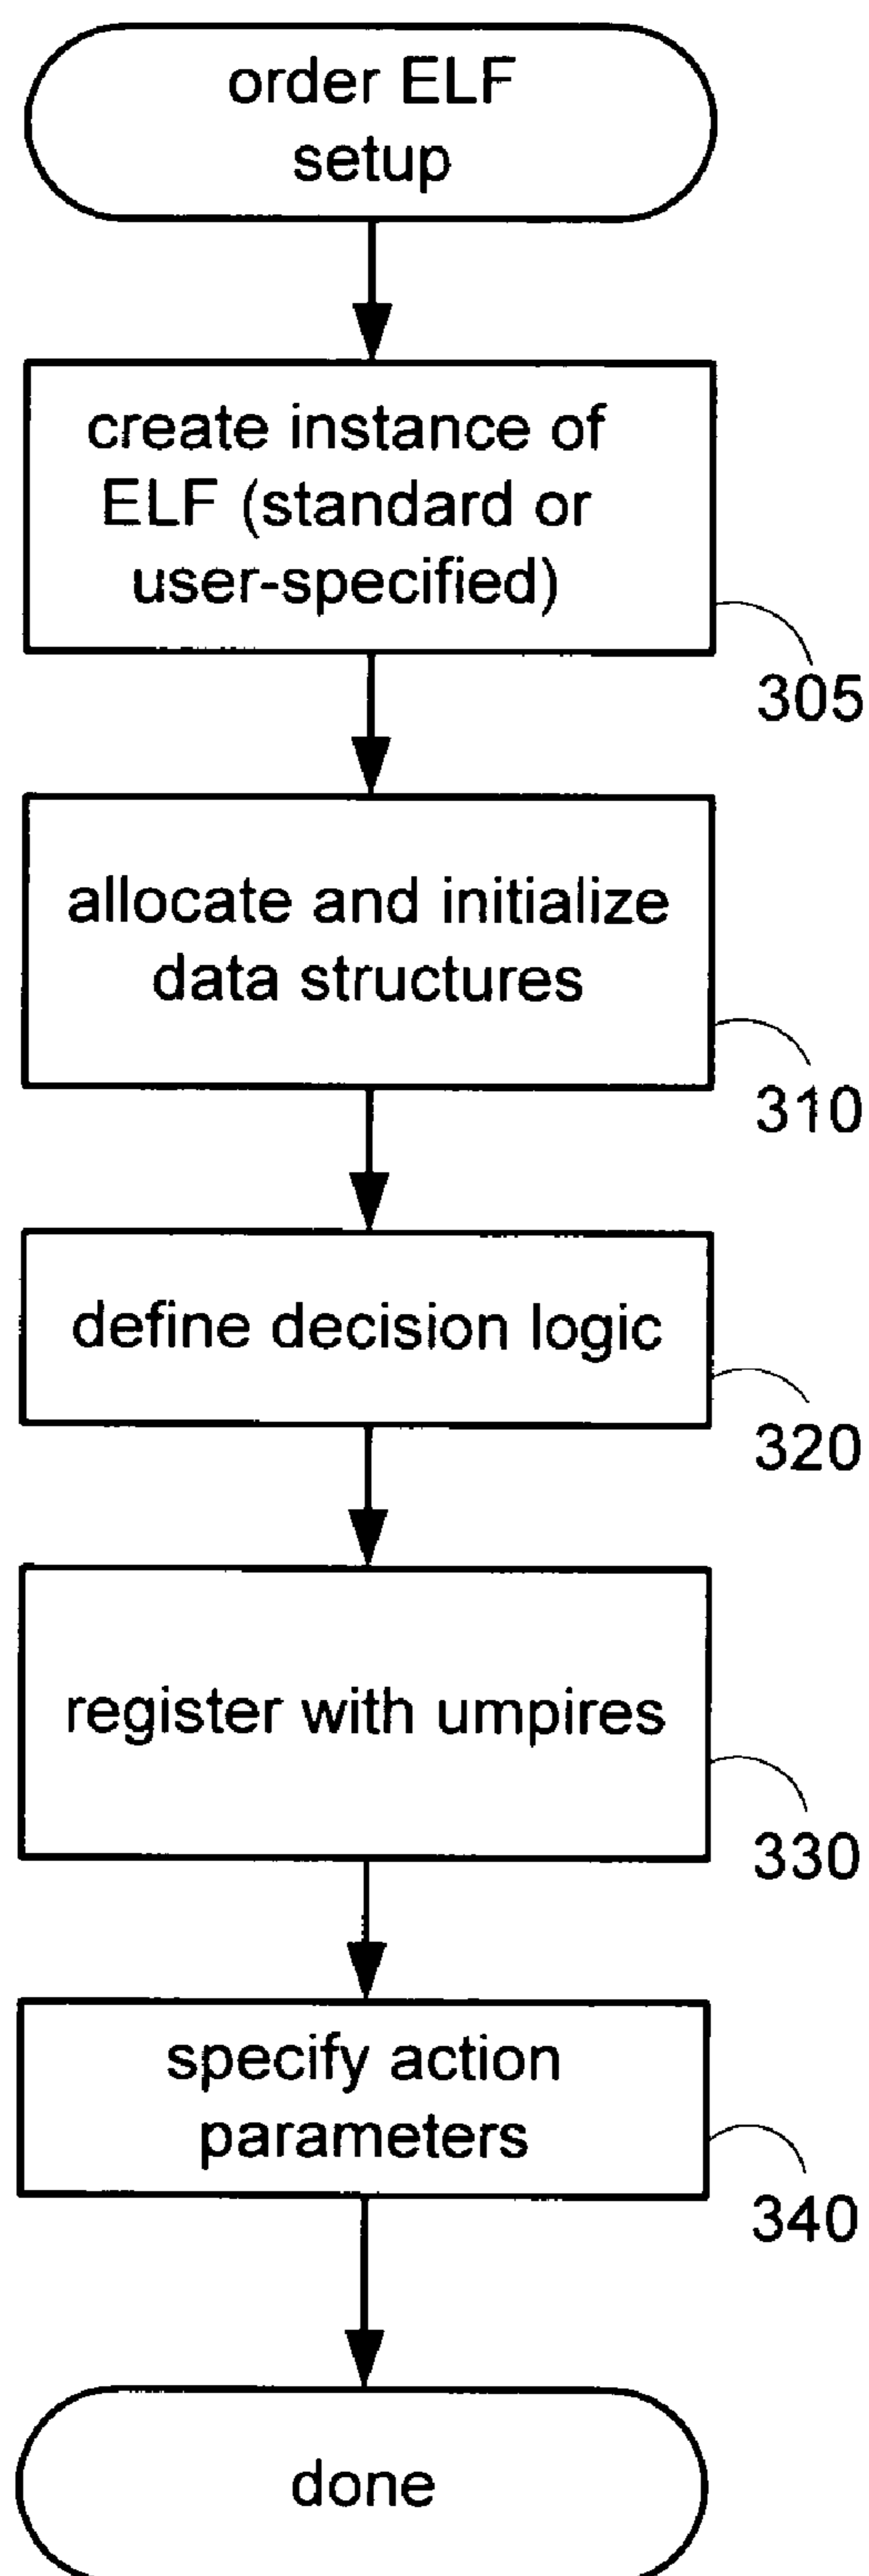 order ELF
setup
create instance of
ELF (standard or
user-specified)
305
allocate and initialize
data structures
310
define decision logic
320
register with umpires
330
specify action
parameters
340
done